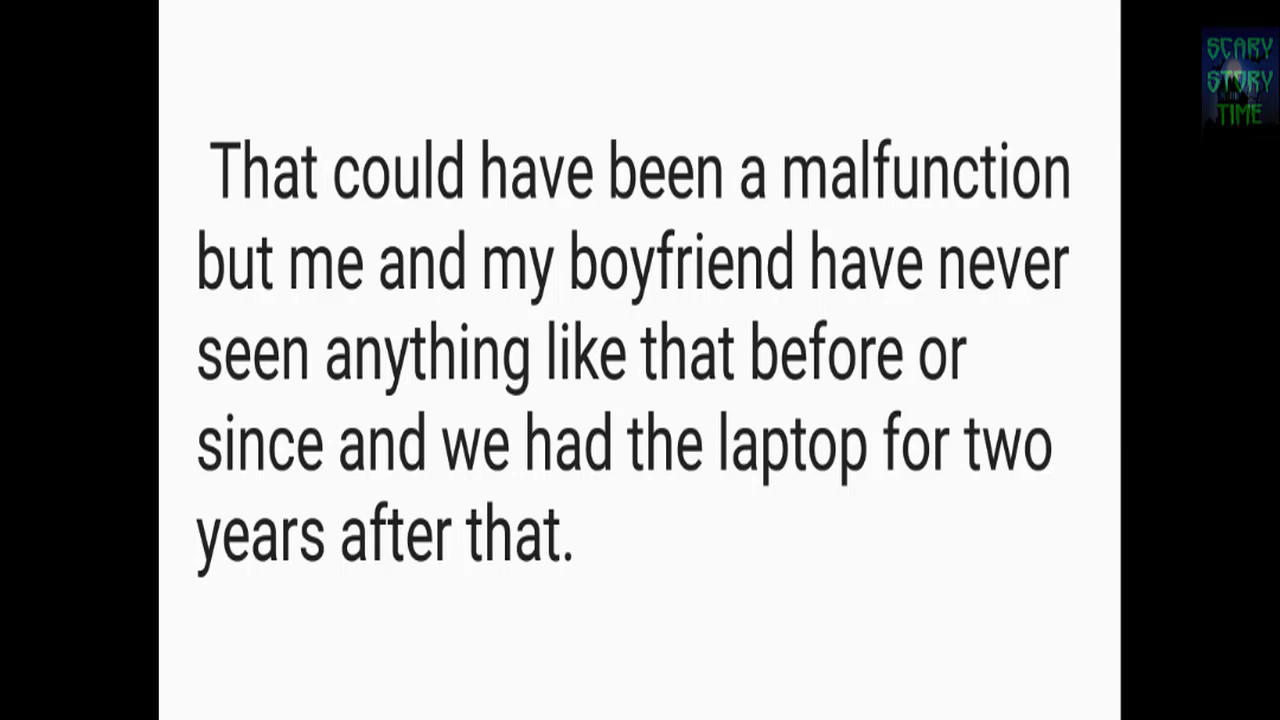 That could have been a malfunction
but me and my boyfriend have never
seen anything like that before or
since and we had the laptop for two
years after that.
SCARY
STORY
TIME